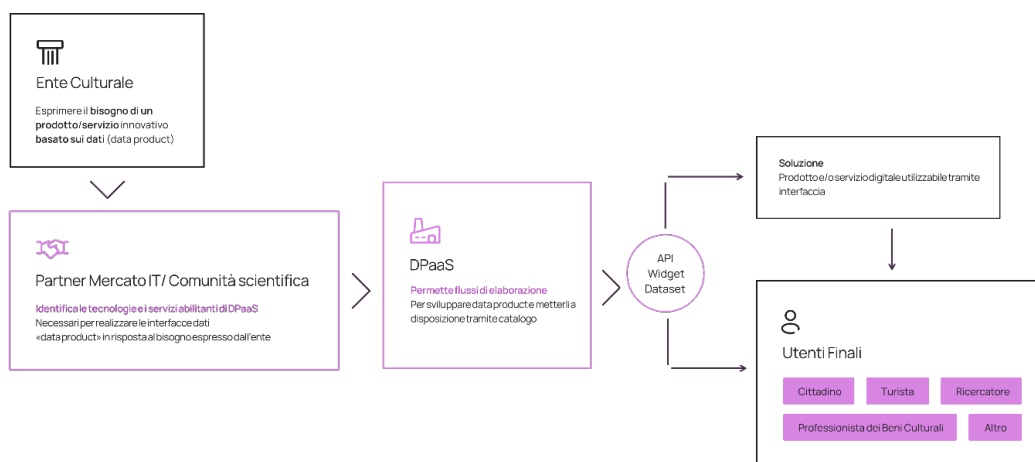 Ente Culturale
Esprimere il bisogno di un
prodotto/servizio innovativo
basato sui dati (data product)
Partner Mercato IT/ Comunità scientifica
Identifica le tecnologie e i servizi abilitanti di DPaaS
Necessari per realizzare le interfacce dati
«data product» in risposta al bisogno espresso dall'ente
DPaaS
Permette flussi di elaborazione
Per sviluppare data product e metterli a
disposizione tramite catalogo
API
Widget
Dataset
Soluzione
Prodotto e/o servizio digitale utilizzabile tramite
interfaccia
Utenti Finali
Cittadino
Turista
Ricercatore
Professionista dei Beni Culturali
Altro